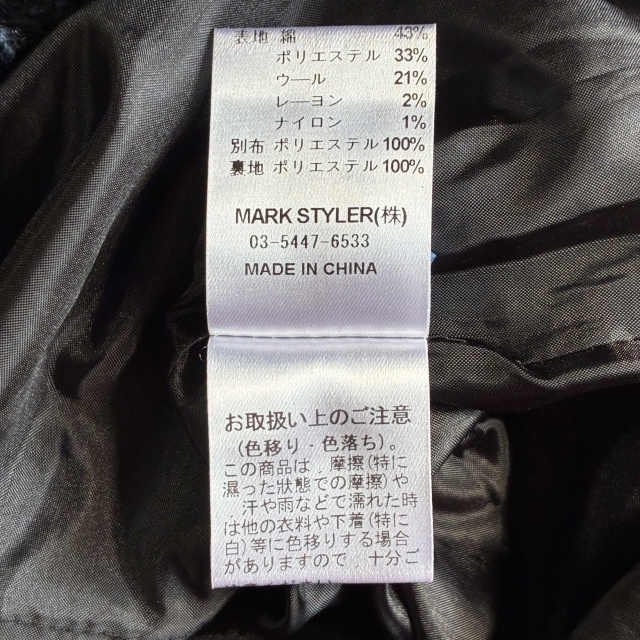 表地 綿 43%
ポリエステル 33%
ウール 21%
レーヨン 2%
ナイロン 1%
別布 ポリエステル100%
裏地 ポリエステル100%
MARK STYLER(株)
03-5447-6533
MADE IN CHINA
お取扱い上のご注意
(色移り・色落ち)。
この商品は、摩擦(特に
湿った状態での摩擦)や
汗や雨などで濡れた時
は他の衣料や下着(特に
白)等に色移りする場合
がありますので 十分ご